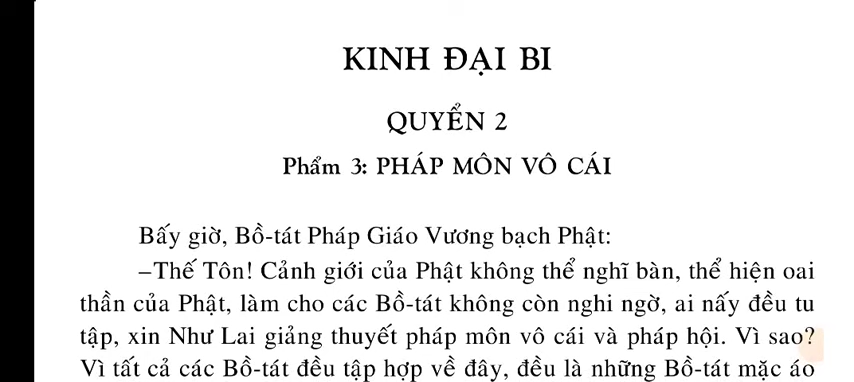 KINH ĐẠI BI
QUYỂN 2
Phẩm 3: PHÁP MÔN VÔ CÁI
Bấy giờ, Bồ-tát Pháp Giáo Vương bạch Phật:
–Thế Tôn! Cảnh giới của Phật không thể nghĩ bàn, thể hiện oai
thần của Phật, làm cho các Bồ-tát không còn nghi ngờ, ai nấy đều tu
tập, xin Như Lai giảng thuyết pháp môn vô cái và pháp hội. Vì sao?
Vì tất cả các Bồ-tát đều tập hợp về đây, đều là những Bồ-tát mặc áo